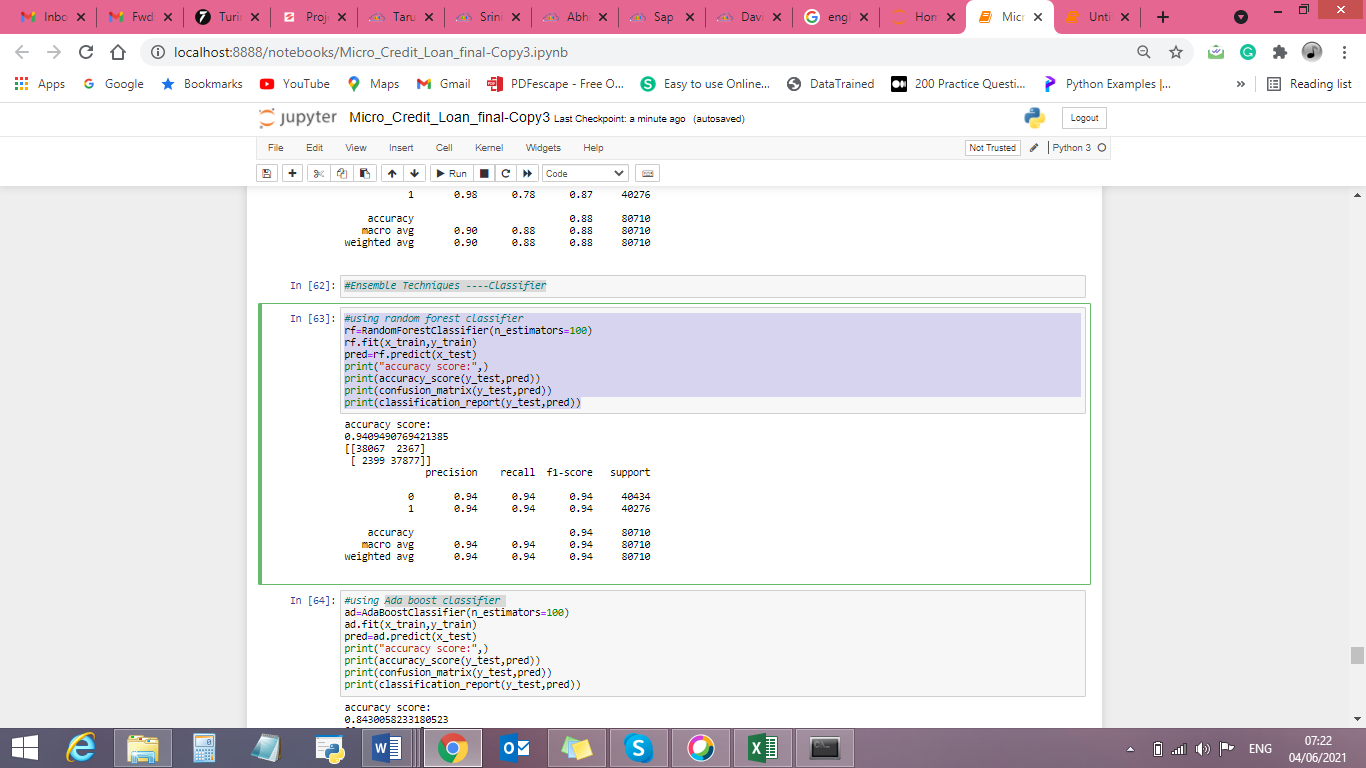 Inbo
Fwd
Turi
Proj
Taru
Srin
Abh
Sap
Davi
engl
Hom
Micr
Unti
localhost:8888/notebooks/Micro_Credit_Loan_final-Copy3.ipynb
Apps
Google
Bookmarks
YouTube
Maps
Gmail
PDFescape - Free O...
Easy to use Online...
DataTrained
200 Practice Questi...
Python Examples |...
»
Reading list
jupyter Micro_Credit_Loan_final-Copy3 Last Checkpoint: a minute ago (autosaved)
Logout
File Edit View Insert Cell Kernel Widgets Help
Not Trusted
Python 3
Run
Code
1 0.98 0.78 0.87 40276
accuracy 0.88 80710
macro avg 0.90 0.88 0.88 80710
weighted avg 0.90 0.88 0.88 80710
In [62]: #Ensemble Techniques ----Classifier
In [63]: #using random forest classifier
rf=RandomForestClassifier(n_estimators=100)
rf.fit(x_train,y_train)
pred=rf.predict(x_test)
print("accuracy score:",)
print(accuracy_score(y_test,pred))
print(confusion_matrix(y_test,pred))
print(classification_report(y_test,pred))
accuracy score:
0.9409490769421385
[[38067 2367]
[ 2399 37877]]
precision recall f1-score support
0 0.94 0.94 0.94 40434
1 0.94 0.94 0.94 40276
accuracy 0.94 80710
macro avg 0.94 0.94 0.94 80710
weighted avg 0.94 0.94 0.94 80710
In [64]: #using Ada boost classifier
ad=AdaBoostClassifier(n_estimators=100)
ad.fit(x_train,y_train)
pred=ad.predict(x_test)
print("accuracy score:",)
print(accuracy_score(y_test,pred))
print(confusion_matrix(y_test,pred))
print(classification_report(y_test,pred))
accuracy score:
0.8430058233180523
ENG
07:22
04/06/2021